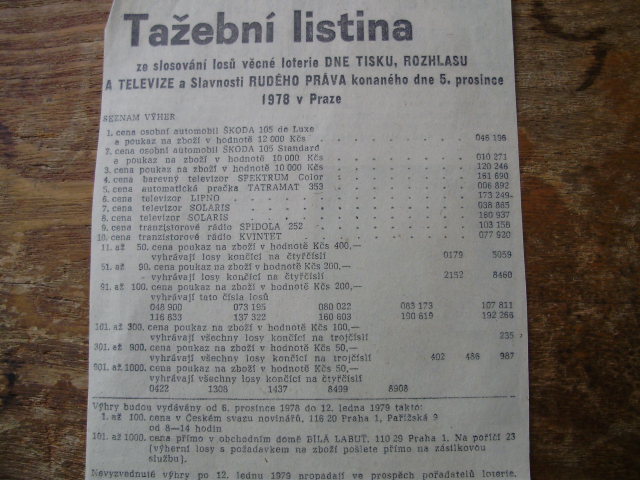 Tažební listina
ze slosování losů věcné loterie DNE TISKU, ROZHLASU
A TELEVIZE a Slavnosti RUDÉHO PRÁVA konaného dne 5. prosince
1978 v Praze
SEZNAM VÝHER
1. cena osobní automobil ŠKODA 105 de Luxe
a poukaz na zboží v hodnotě 12 000 Kčs . . . . . . . . 046 196
2. cena osobní automobil ŠKODA 105 Standard
a poukaz na zboží v hodnotě 10 000 Kčs . . . . . . . . 010 271
3. cena poukaz na zboží v hodnotě 10 000 Kčs . . . . . . . . 120 246
4. cena barevný televizor SPEKTRUM Color . . . . . . . . 161 690
5. cena automatická pračka TATRAMAT 353 . . . . . . . . 006 892
6. cena televizor LIPNO . . . . . . . . 173 249
7. cena televizor SOLARIS . . . . . . . . 038 885
8. cena televizor SOLARIS . . . . . . . . 160 937
9. cena tranzistorové rádio SPIDOLA 252 . . . . . . . . 103 158
10. cena tranzistorové rádio KVINTET . . . . . . . . 077 920
11. až 50. cena poukaz na zboží v hodnotě Kčs 400,—
vyhrávají losy končící na čtyřčíslí 0179 5059
51. až 90. cena poukaz na zboží v hodnotě Kčs 200,—
vyhrávají losy končící na čtyřčíslí 2152 8460
91. až 100. cena poukaz na zboží v hodnotě Kčs 200,—
vyhrávají tato čísla losů
048 900 073 195 080 022 083 173 107 811
116 833 137 322 160 603 190 619 192 268
101. až 300. cena poukaz na zboží v hodnotě Kčs 100,—
vyhrávají všechny losy končící na trojčíslí 235
301. až 900. cena poukaz na zboží v hodnotě Kčs 50,—
vyhrávají všechny losy končící na trojčíslí 402 486 987
901. až 1000. cena poukaz na zboží v hodnotě Kčs 50,—
vyhrávají všechny losy končící na čtyřčíslí
0422 1308 1437 8499 8908
Výhry budou vydávány od 6. prosince 1978 do 12. ledna 1979 takto:
1. až 100. cena v Českém svazu novinářů, 116 20 Praha 1, Pařížská 9
od 8—14 hodin
101. až 1000. cena přímo v obchodním domě BÍLÁ LABUŤ, 110 29 Praha 1, Na poříčí 23
(výherní losy s požadavkem na zboží pošlete přímo na zásilkovou
službu).
Nevyzvednuté výhry po 12. lednu 1979 propadají ve prospěch pořadatelů loterie.